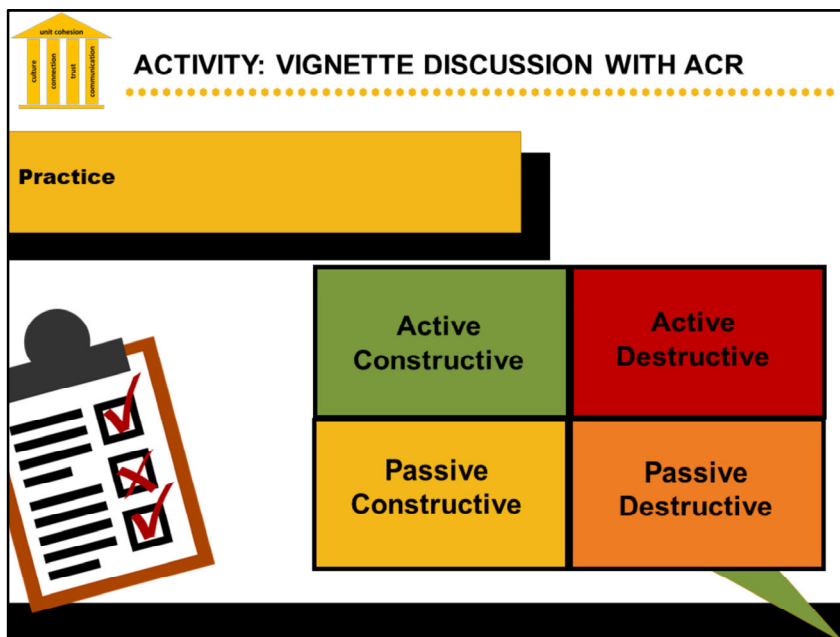 unit cohesion
culture
connection
trust
communication
ACTIVITY: VIGNETTE DISCUSSION WITH ACR
Practice
Active
Constructive
Active
Destructive
Passive
Constructive
Passive
Destructive